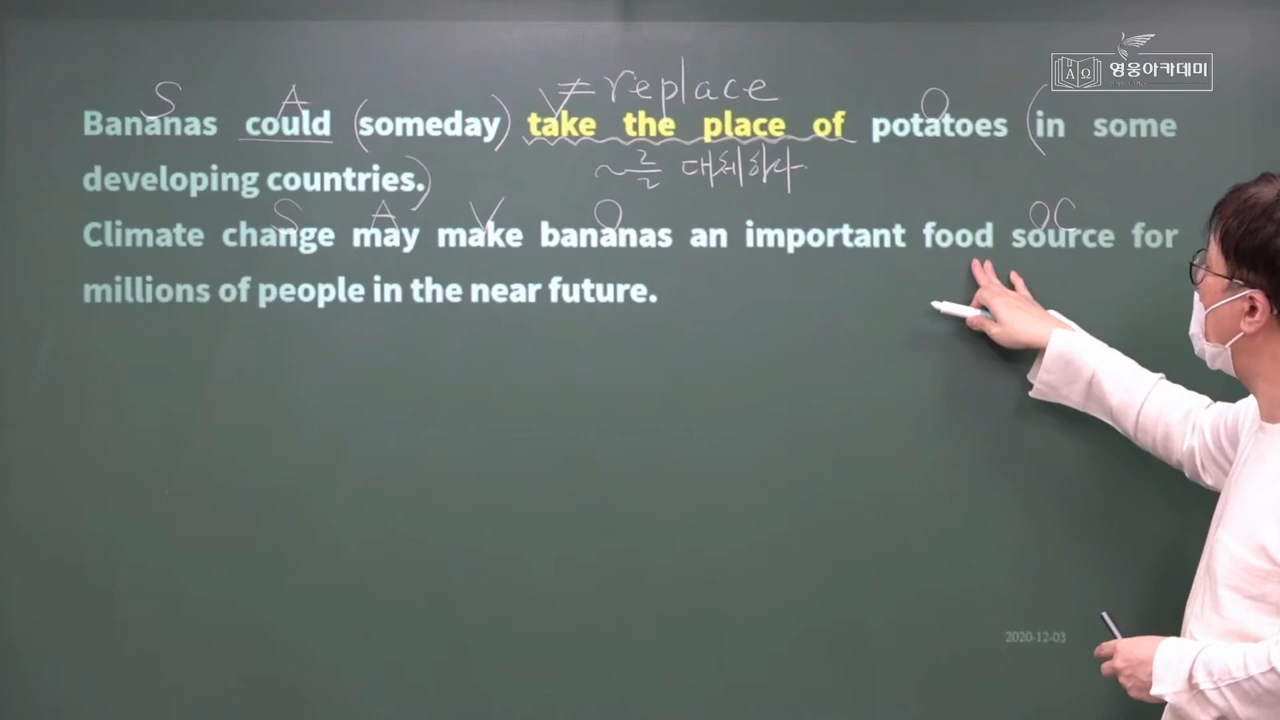 영웅아카데미
= replace
S A V O
Bananas could (someday) take the place of potatoes (in some
~를 대체하다
developing countries.)
S A V O OC
Climate change may make bananas an important food source for
millions of people in the near future.
2020-12-03